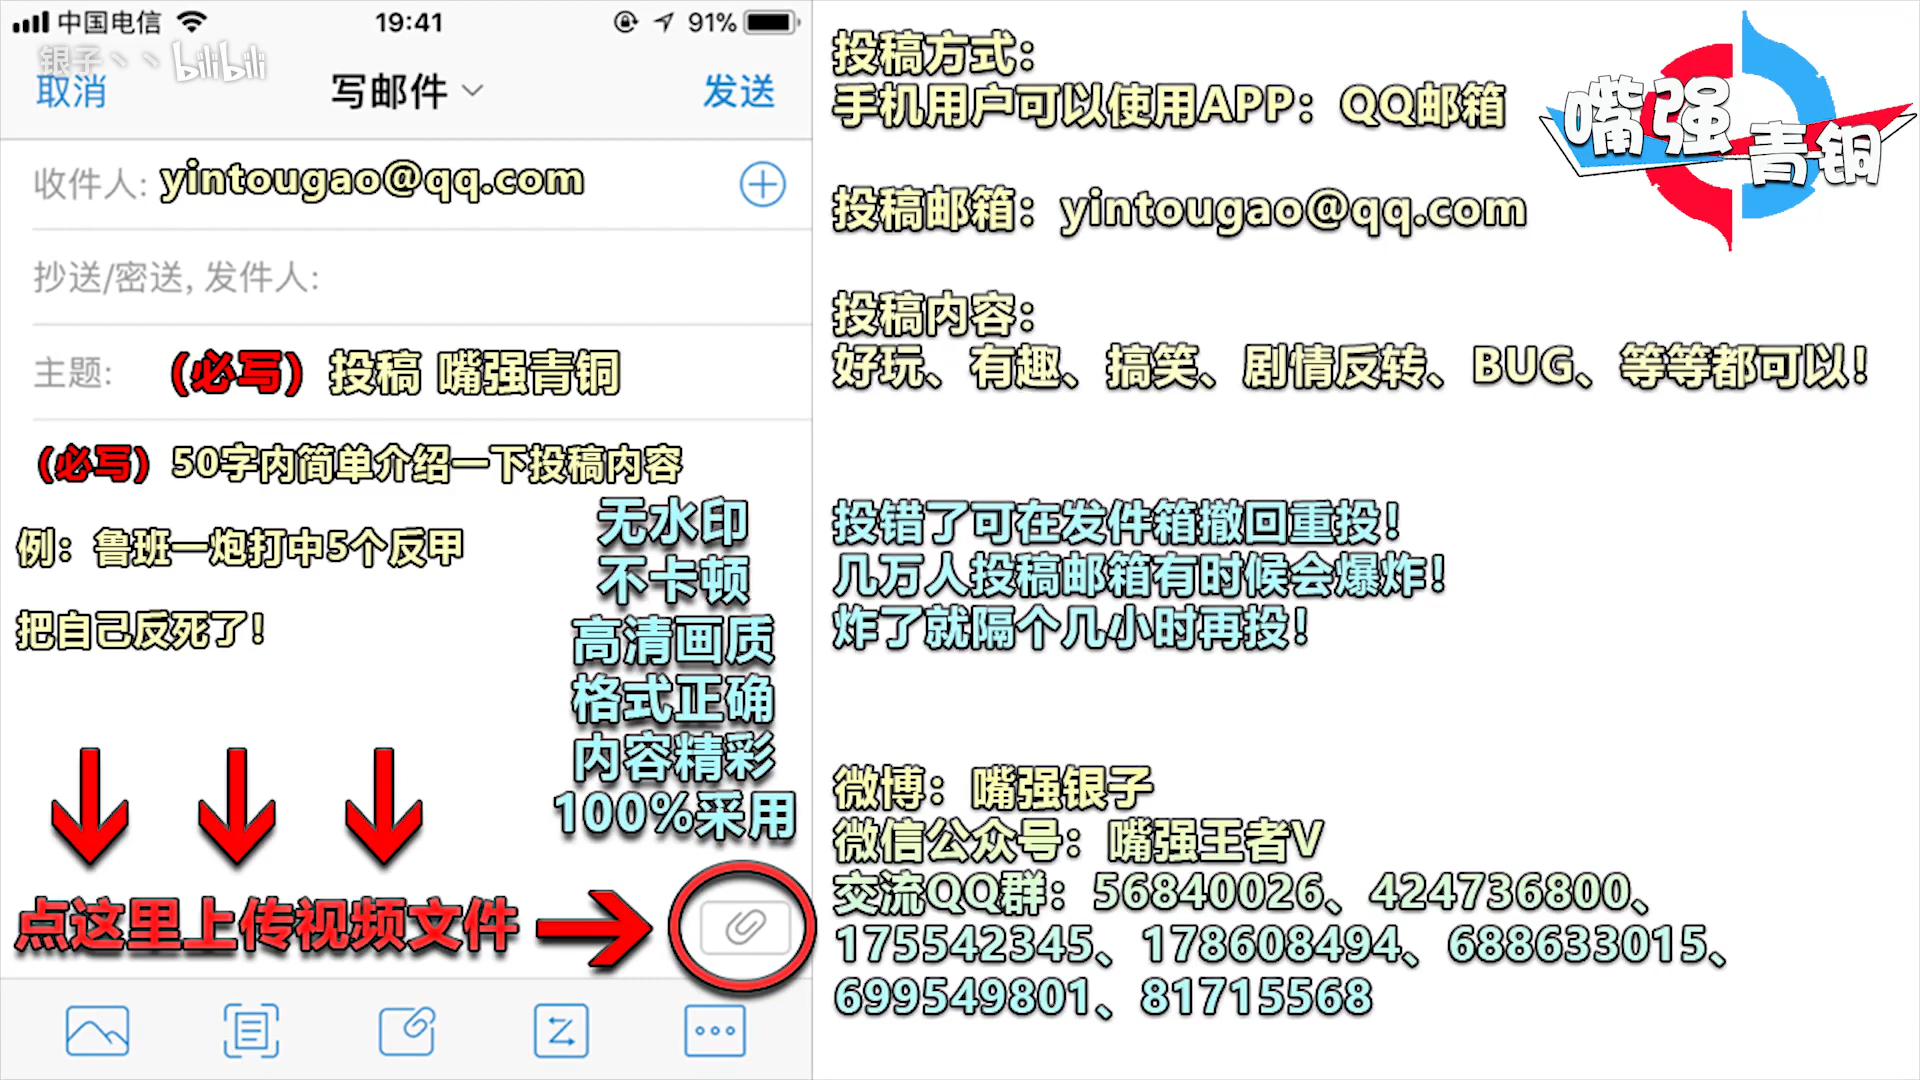 中国电信
19:41
91%
银子丶丶 bilibili
取消
写邮件
发送
收件人: yintougao@qq.com
抄送/密送, 发件人:
主题: （必写）投稿 嘴强青铜
（必写）50字内简单介绍一下投稿内容
例：鲁班一炮打中5个反甲
把自己反死了！
无水印
不卡顿
高清画质
格式正确
内容精彩
100%采用
点这里上传视频文件
投稿方式：
手机用户可以使用APP：QQ邮箱
投稿邮箱：yintougao@qq.com
投稿内容：
好玩、有趣、搞笑、剧情反转、BUG、等等都可以！
投错了可在发件箱撤回重投！
几万人投稿邮箱有时候会爆炸！
炸了就隔个几小时再投！
微博：嘴强银子
微信公众号：嘴强王者V
交流QQ群：56840026、424736800、
175542345、178608494、688633015、
699549801、81715568
嘴强青铜